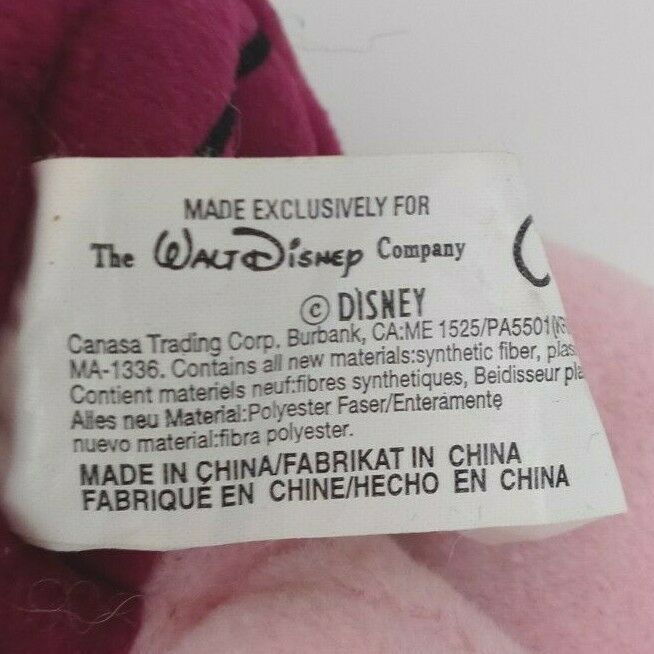 MADE EXCLUSIVELY FOR
The WALT DISNEY Company
© DISNEY
Canasa Trading Corp. Burbank, CA:ME 1525/PA5501
MA-1336. Contains all new materials:synthetic fiber,
Contient materiels neuf:fibres synthetiques, Beidisseur
Alles neu Material:Polyester Faser/Enteramente
nuevo material:fibra polyester.
MADE IN CHINA/FABRIKAT IN CHINA
FABRIQUE EN CHINE/HECHO EN CHINA